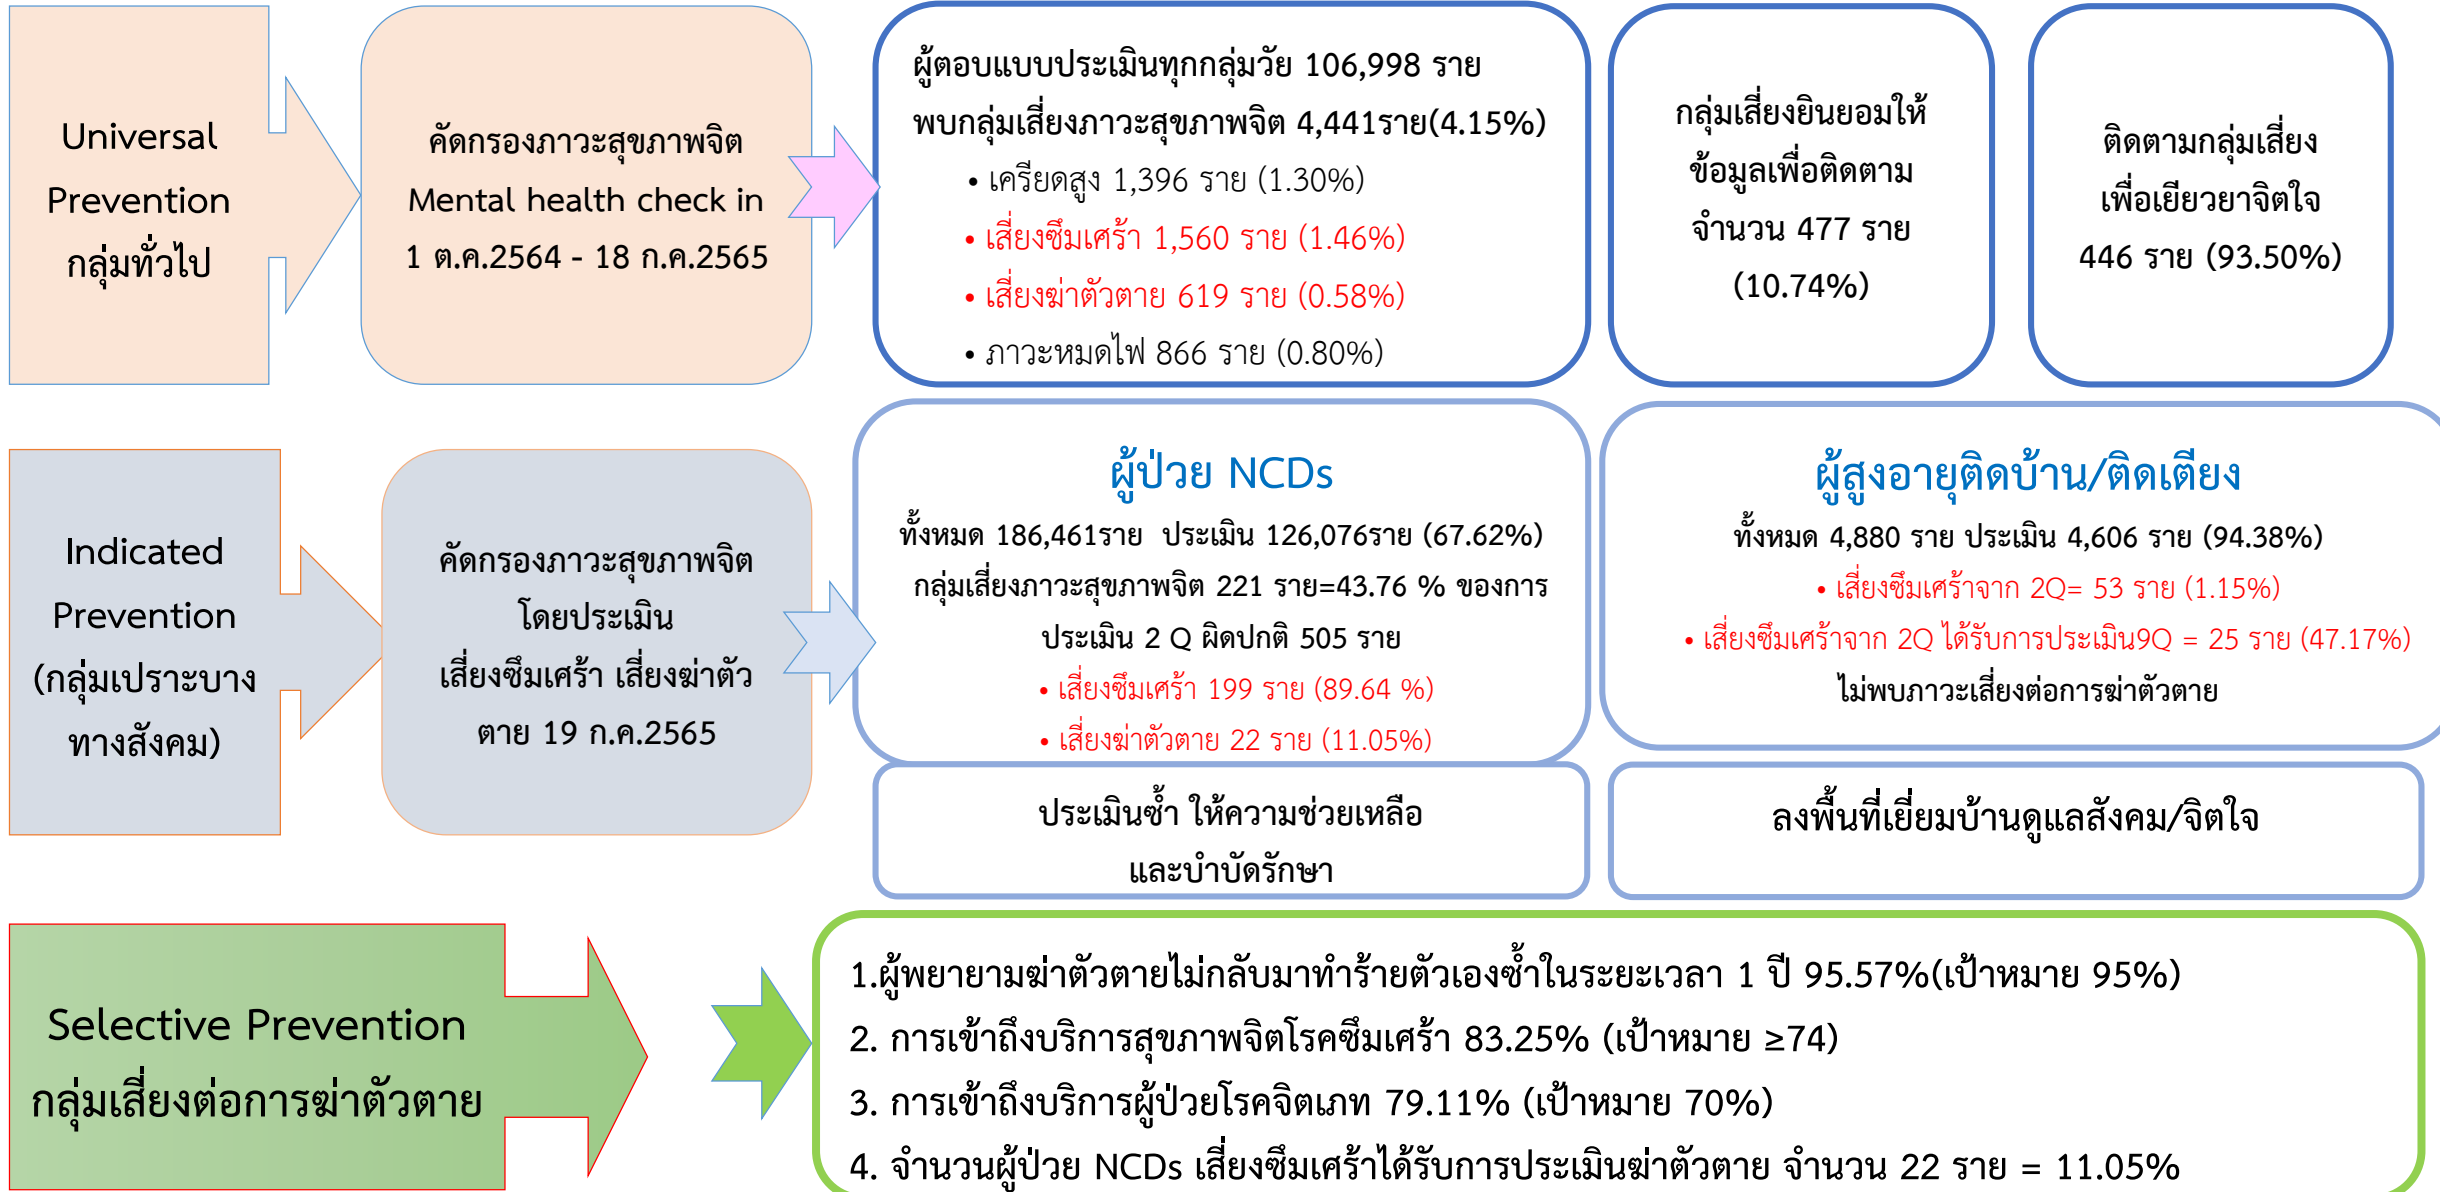 Universal
Prevention
กลุ่มทั่วไป
คัดกรองภาวะสุขภาพจิต
Mental health check in
1 ต.ค.2564 - 18 ก.ค.2565
ผู้ตอบแบบประเมินทุกกลุ่มวัย 106,998 ราย
พบกลุ่มเสี่ยงภาวะสุขภาพจิต 4,441ราย(4.15%)
• เครียดสูง 1,396 ราย (1.30%)
• เสี่ยงซึมเศร้า 1,560 ราย (1.46%)
• เสี่ยงฆ่าตัวตาย 619 ราย (0.58%)
• ภาวะหมดไฟ 866 ราย (0.80%)
กลุ่มเสี่ยงยินยอมให้
ข้อมูลเพื่อติดตาม
จำนวน 477 ราย
(10.74%)
ติดตามกลุ่มเสี่ยง
เพื่อเยียวยาจิตใจ
446 ราย (93.50%)
Indicated
Prevention
(กลุ่มเปราะบาง
ทางสังคม)
คัดกรองภาวะสุขภาพจิต
โดยประเมิน
เสี่ยงซึมเศร้า เสี่ยงฆ่าตัว
ตาย 19 ก.ค.2565
ผู้ป่วย NCDs
ทั้งหมด 186,461ราย ประเมิน 126,076ราย (67.62%)
กลุ่มเสี่ยงภาวะสุขภาพจิต 221 ราย=43.76 % ของการ
ประเมิน 2 Q ผิดปกติ 505 ราย
• เสี่ยงซึมเศร้า 199 ราย (89.64 %)
• เสี่ยงฆ่าตัวตาย 22 ราย (11.05%)
ผู้สูงอายุติดบ้าน/ติดเตียง
ทั้งหมด 4,880 ราย ประเมิน 4,606 ราย (94.38%)
• เสี่ยงซึมเศร้าจาก 2Q= 53 ราย (1.15%)
• เสี่ยงซึมเศร้าจาก 2Q ได้รับการประเมิน9Q = 25 ราย (47.17%)
ไม่พบภาวะเสี่ยงต่อการฆ่าตัวตาย
ประเมินซ้ำ ให้ความช่วยเหลือ
และบำบัดรักษา
ลงพื้นที่เยี่ยมบ้านดูแลสังคม/จิตใจ
Selective Prevention
กลุ่มเสี่ยงต่อการฆ่าตัวตาย
1.ผู้พยายามฆ่าตัวตายไม่กลับมาทำร้ายตัวเองซ้ำในระยะเวลา 1 ปี 95.57%(เป้าหมาย 95%)
2. การเข้าถึงบริการสุขภาพจิตโรคซึมเศร้า 83.25% (เป้าหมาย ≥74)
3. การเข้าถึงบริการผู้ป่วยโรคจิตเภท 79.11% (เป้าหมาย 70%)
4. จำนวนผู้ป่วย NCDs เสี่ยงซึมเศร้าได้รับการประเมินฆ่าตัวตาย จำนวน 22 ราย = 11.05%